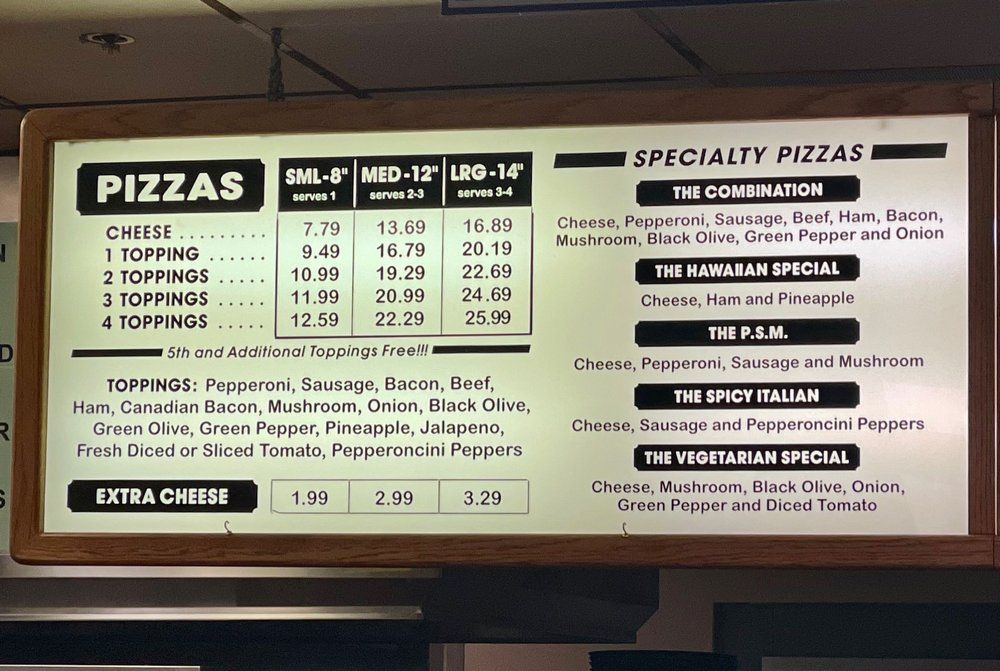 PIZZAS SML-8" MED-12" LRG-14"
serves 1 serves 2-3 serves 3-4
CHEESE ......... 7.79 13.69 16.89
1 TOPPING ...... 9.49 16.79 20.19
2 TOPPINGS ..... 10.99 19.29 22.69
3 TOPPINGS ..... 11.99 20.99 24.69
4 TOPPINGS ..... 12.59 22.29 25.99
5th and Additional Toppings Free!!!
TOPPINGS: Pepperoni, Sausage, Bacon, Beef,
Ham, Canadian Bacon, Mushroom, Onion, Black Olive,
Green Olive, Green Pepper, Pineapple, Jalapeno,
Fresh Diced or Sliced Tomato, Pepperoncini Peppers
EXTRA CHEESE 1.99 2.99 3.29
SPECIALTY PIZZAS
THE COMBINATION
Cheese, Pepperoni, Sausage, Beef, Ham, Bacon,
Mushroom, Black Olive, Green Pepper and Onion
THE HAWAIIAN SPECIAL
Cheese, Ham and Pineapple
THE P.S.M.
Cheese, Pepperoni, Sausage and Mushroom
THE SPICY ITALIAN
Cheese, Sausage and Pepperoncini Peppers
THE VEGETARIAN SPECIAL
Cheese, Mushroom, Black Olive, Onion,
Green Pepper and Diced Tomato